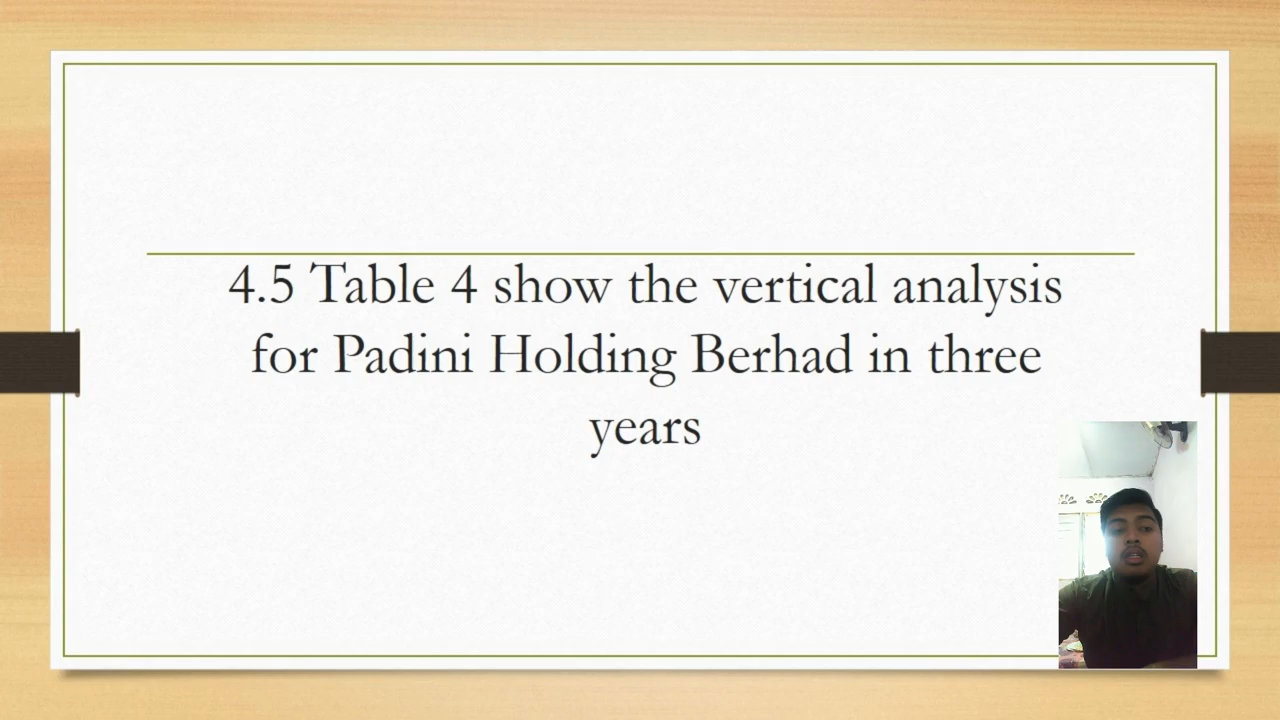 4.5 Table 4 show the vertical analysis
for Padini Holding Berhad in three
years